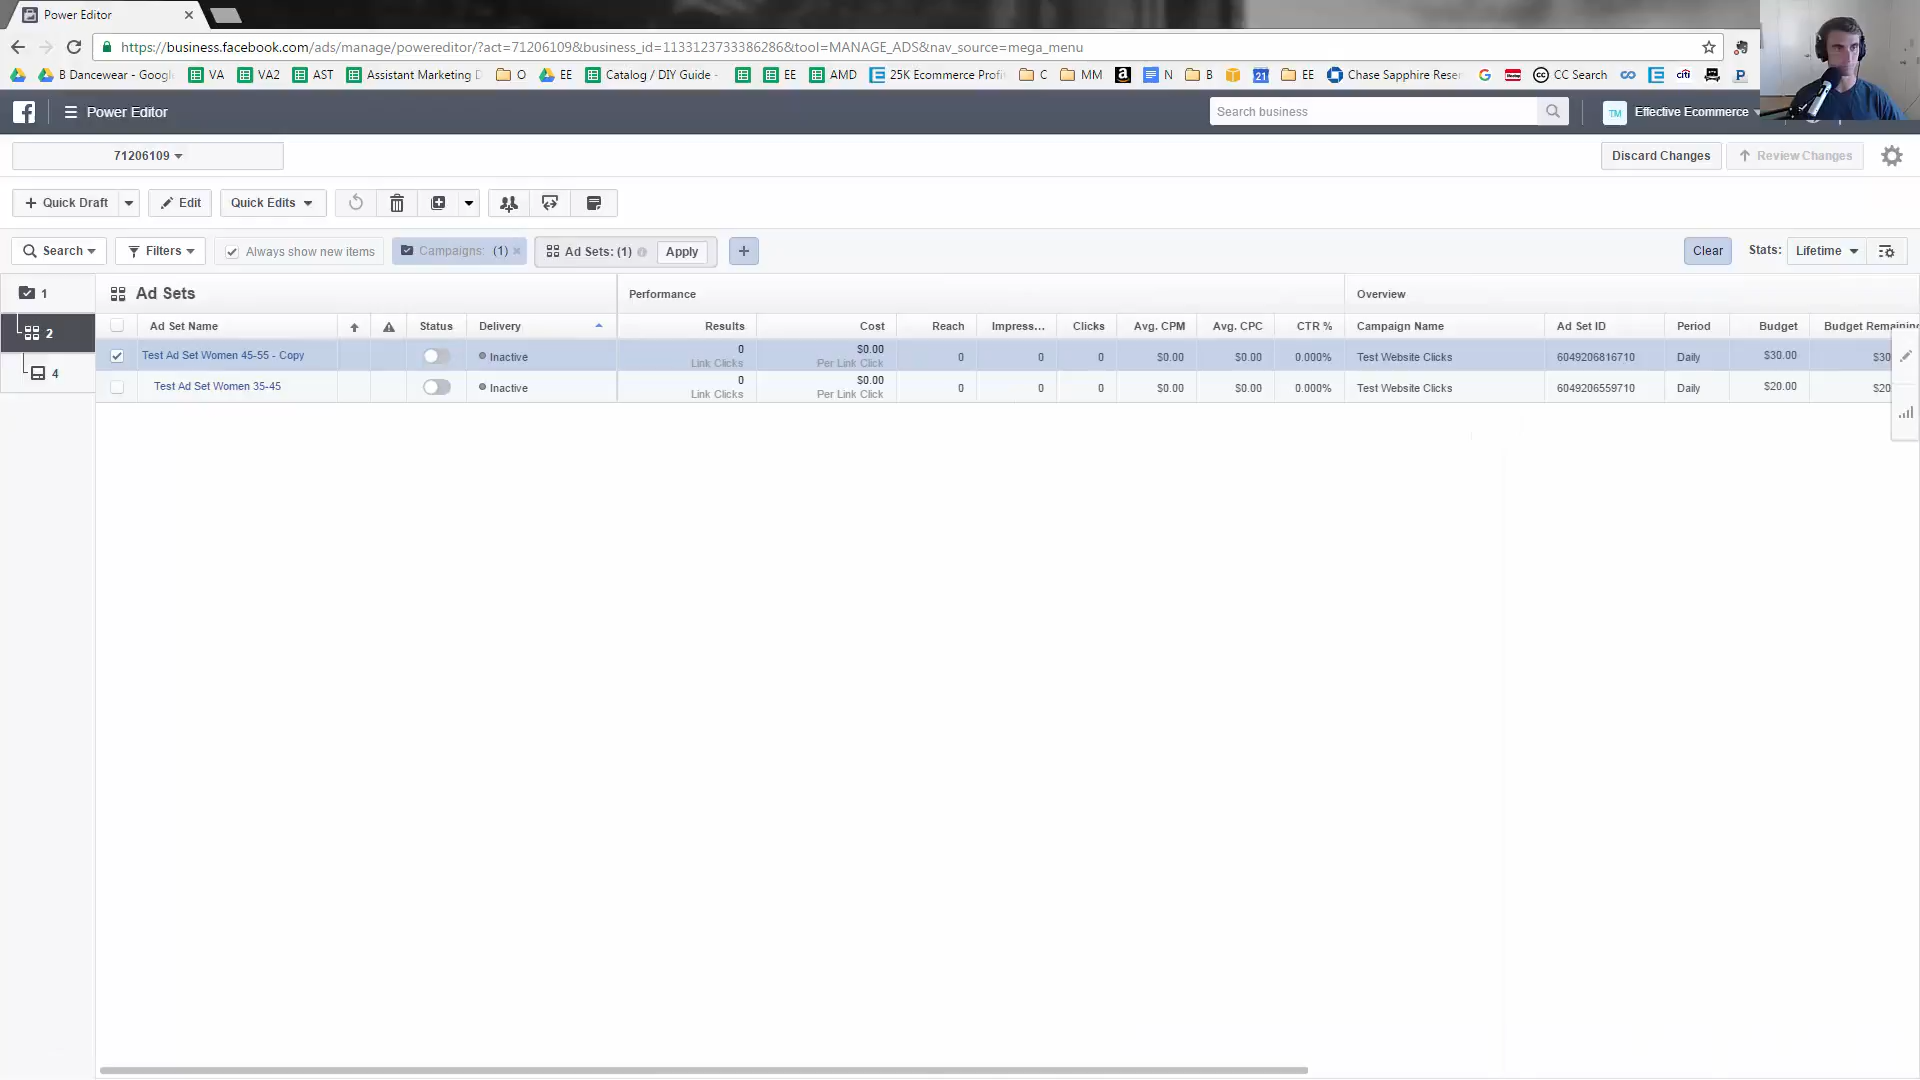 Power Editor
https://business.facebook.com/ads/manage/powereditor/?act=71206109&business_id=1133123733386286&tool=MANAGE_ADS&nav_source=mega_menu
B Dancewear - Googl VA VA2 AST Assistant Marketing D O EE Catalog / DIY Guide - EE AMD 25K Ecommerce Profi C MM N B 21 EE Chase Sapphire Reser CC Search citi
Power Editor Search business TM Effective Ecommerce
71206109 Discard Changes Review Changes
+ Quick Draft Edit Quick Edits
Search Filters Always show new items Campaigns: (1) × Ad Sets: (1) Apply + Clear Stats: Lifetime
1 Ad Sets Performance Overview
2 Ad Set Name Status Delivery Results Cost Reach Impress... Clicks Avg. CPM Avg. CPC CTR % Campaign Name Ad Set ID Period Budget Budget Remaining
Test Ad Set Women 45-55 - Copy Inactive 0 $0.00 0 0 0 $0.00 $0.00 0.000% Test Website Clicks 6049206816710 Daily $30.00 $30
Link Clicks Per Link Click
4 Test Ad Set Women 35-45 Inactive 0 $0.00 0 0 0 $0.00 $0.00 0.000% Test Website Clicks 6049206559710 Daily $20.00 $20
Link Clicks Per Link Click